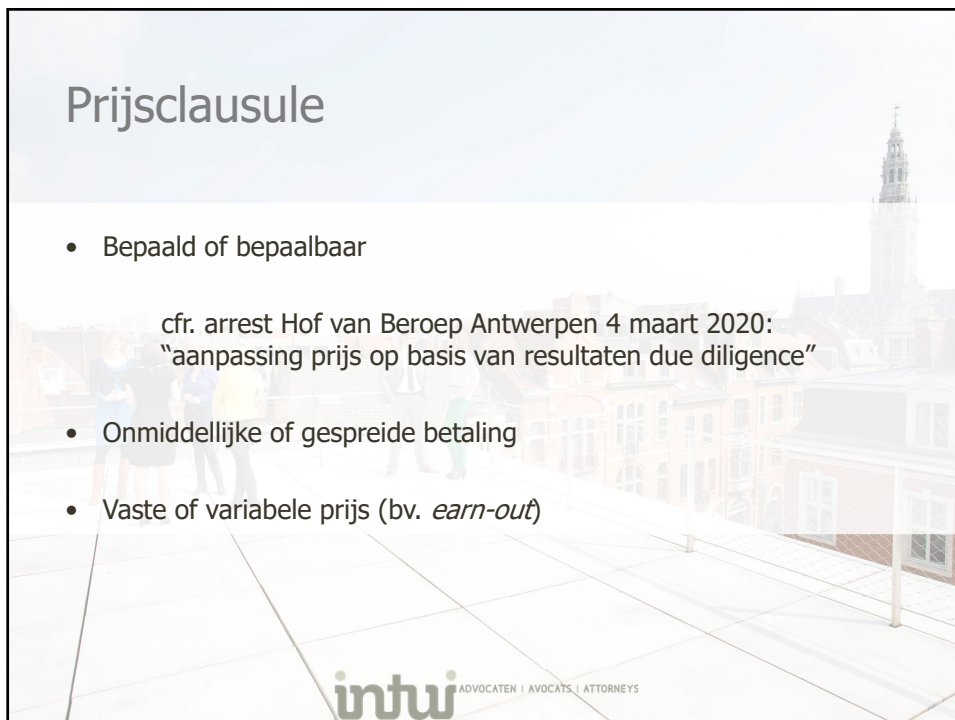 Prijsclausule
• Bepaald of bepaalbaar
cfr. arrest Hof van Beroep Antwerpen 4 maart 2020:
“aanpassing prijs op basis van resultaten due diligence”
• Onmiddellijke of gespreide betaling
• Vaste of variabele prijs (bv. earn-out)
intui ADVOCATEN I AVOCATS I ATTORNEYS